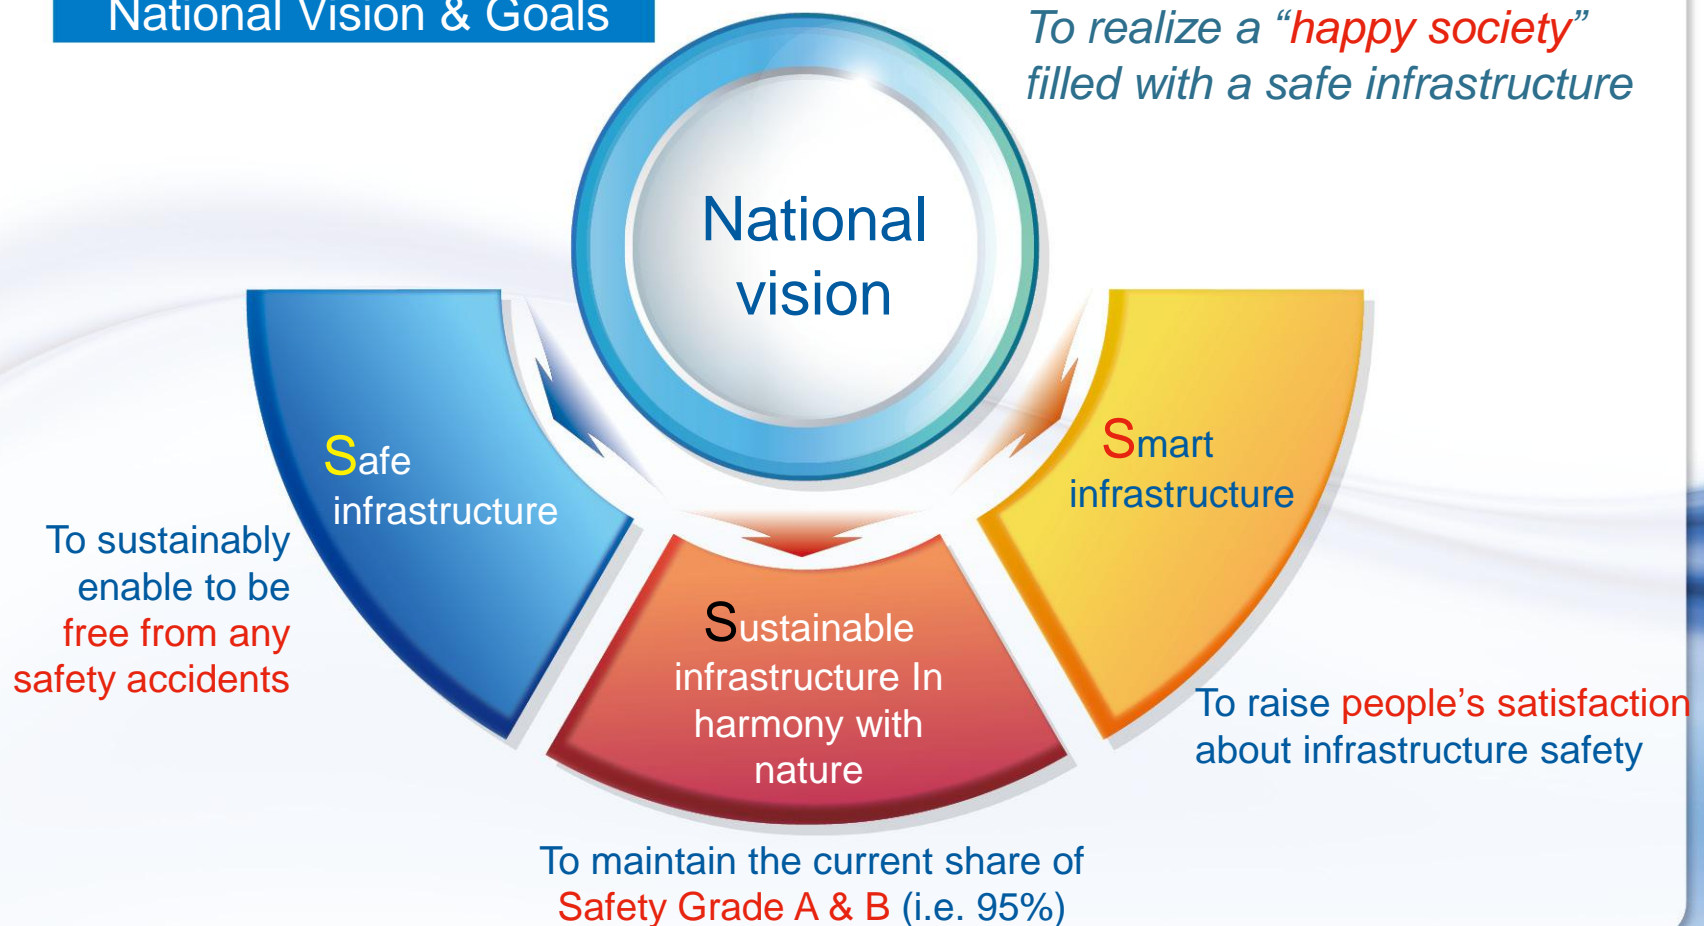 National Vision & Goals
To realize a “happy society”
filled with a safe infrastructure
National
vision
Safe
infrastructure
To sustainably
enable to be
free from any
safety accidents
Sustainable
infrastructure In
harmony with
nature
To maintain the current share of
Safety Grade A & B (i.e. 95%)
Smart
infrastructure
To raise people’s satisfaction
about infrastructure safety